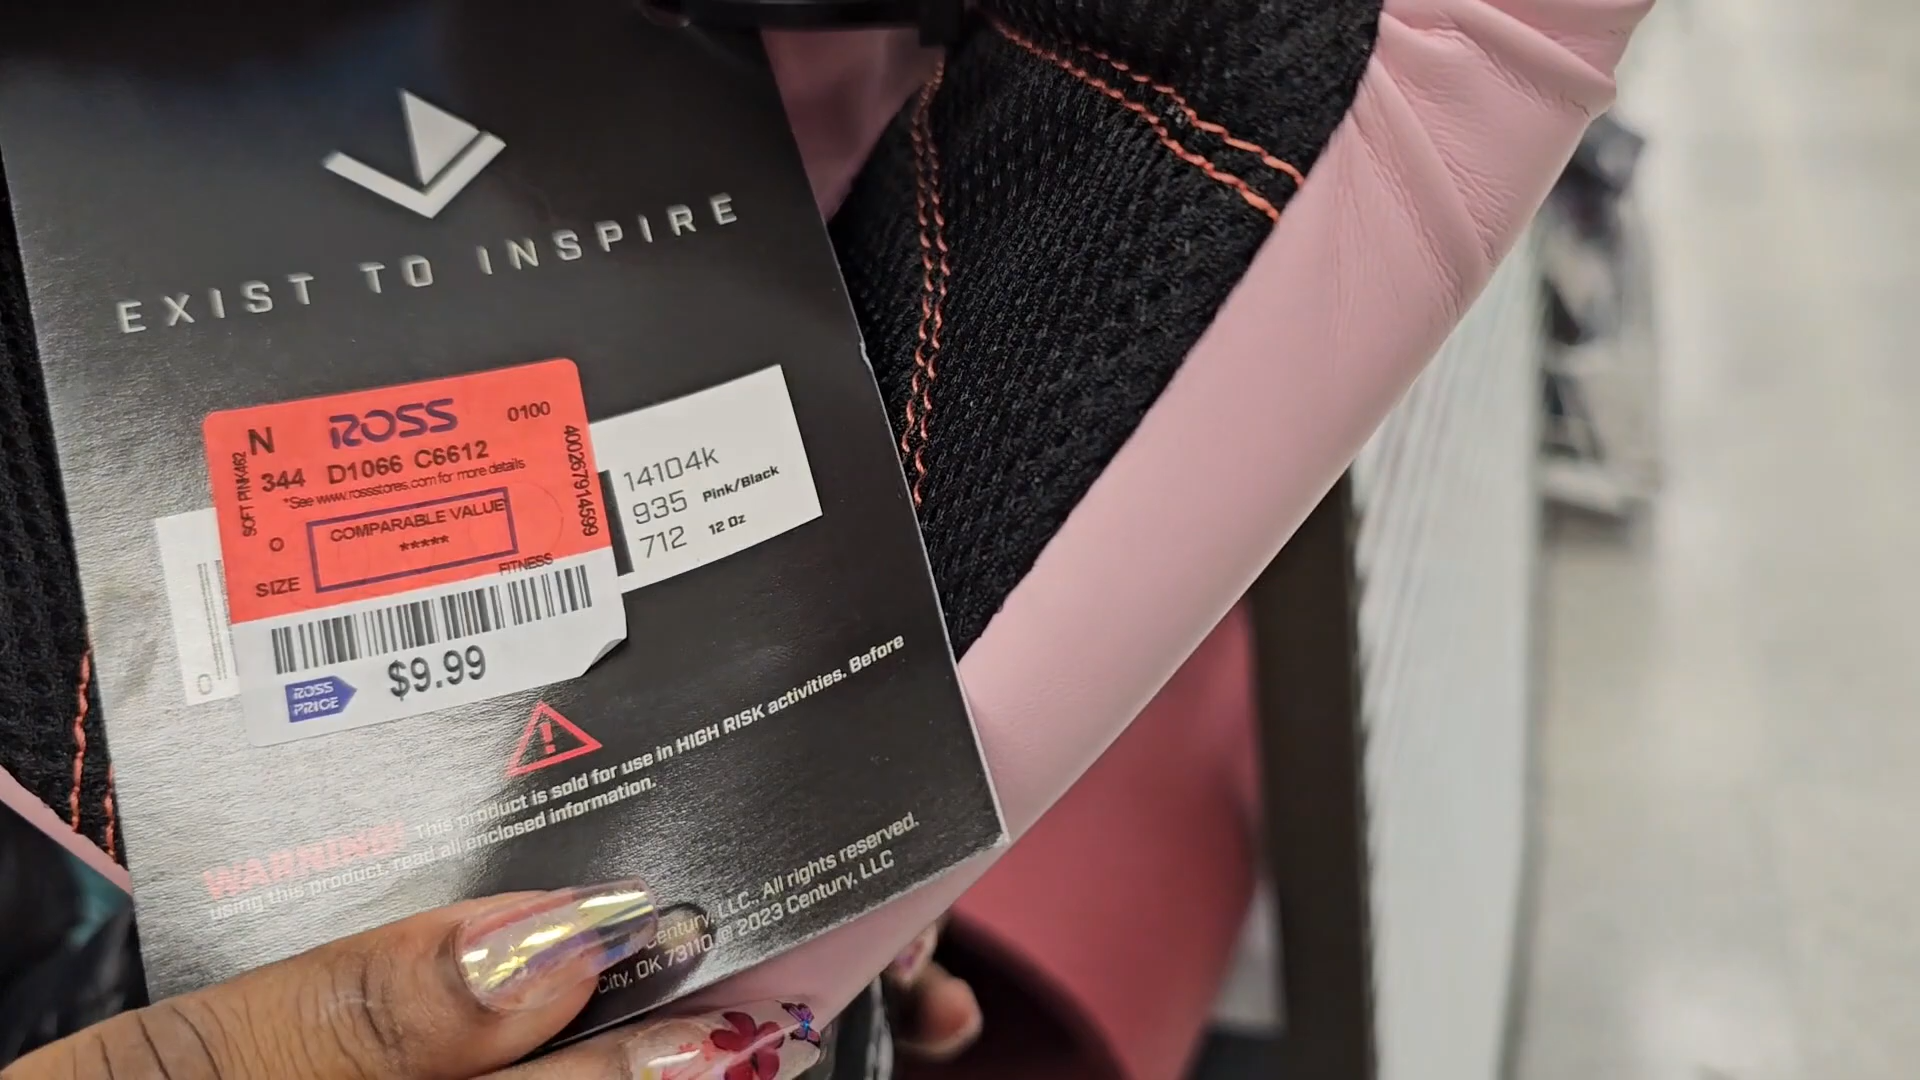 EXIST TO INSPIRE
N ROSS 0100
344 D1066 C6612
*See www.rossstores.com for more details
SOFT PINK462
400267914599
COMPARABLE VALUE
*****
O
SIZE
FITNESS
$9.99
ROSS
PRICE
14104K
935 Pink/Black
712 12 Oz
0
WARNING! This product is sold for use in HIGH RISK activities. Before
using this product, read all enclosed information.
Century, LLC. All rights reserved.
City, OK 73110 © 2023 Century, LLC